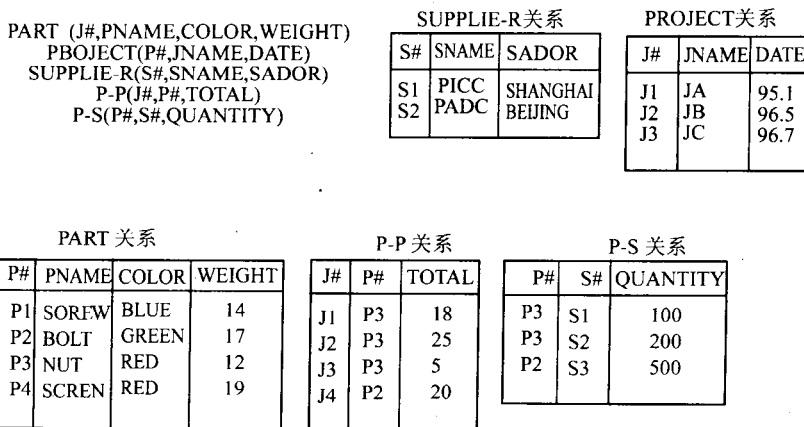 PART (J#,PNAME,COLOR,WEIGHT)
PBOJECT(P#,JNAME,DATE)
SUPPLIE-R(S#,SNAME,SADOR)
P-P(J#,P#,TOTAL)
P-S(P#,S#,QUANTITY)
SUPPLIE-R关系
S# SNAME SADOR
S1 PICC SHANGHAI
S2 PADC BEIJING
PROJECT关系
J# JNAME DATE
J1 JA 95.1
J2 JB 96.5
J3 JC 96.7
PART 关系
P# PNAME COLOR WEIGHT
P1 SOREW BLUE 14
P2 BOLT GREEN 17
P3 NUT RED 12
P4 SCREN RED 19
P-P 关系
J# P# TOTAL
J1 P3 18
J2 P3 25
J3 P3 5
J4 P2 20
P-S 关系
P# S# QUANTITY
P3 S1 100
P3 S2 200
P2 S3 500